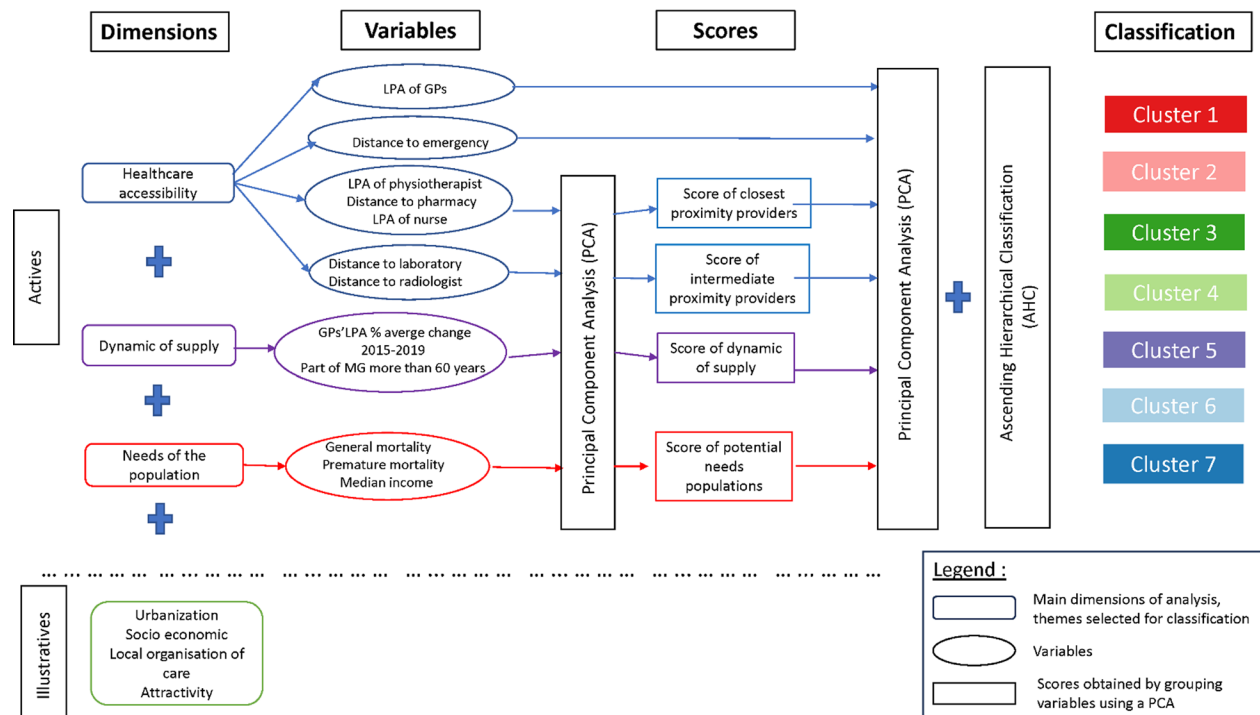 Dimensions
Variables
Scores
Classification
Actives
Healthcare
accessibility
Dynamic of supply
Needs of the
population
LPA of GPs
Distance to emergency
LPA of physiotherapist
Distance to pharmacy
LPA of nurse
Distance to laboratory
Distance to radiologist
GPs'LPA % averge change
2015-2019
Part of MG more than 60 years
General mortality
Premature mortality
Median income
Principal Component Analysis (PCA)
Score of closest
proximity providers
Score of
intermediate
proximity providers
Score of dynamic
of supply
Score of potential
needs
populations
Principal Component Analysis (PCA)
Ascending Hierarchical Classification
(AHC)
Cluster 1
Cluster 2
Cluster 3
Cluster 4
Cluster 5
Cluster 6
Cluster 7
Illustratives
Urbanization
Socio economic
Local organisation of
care
Attractivity
Legend :
Main dimensions of analysis,
themes selected for classification
Variables
Scores obtained by grouping
variables using a PCA